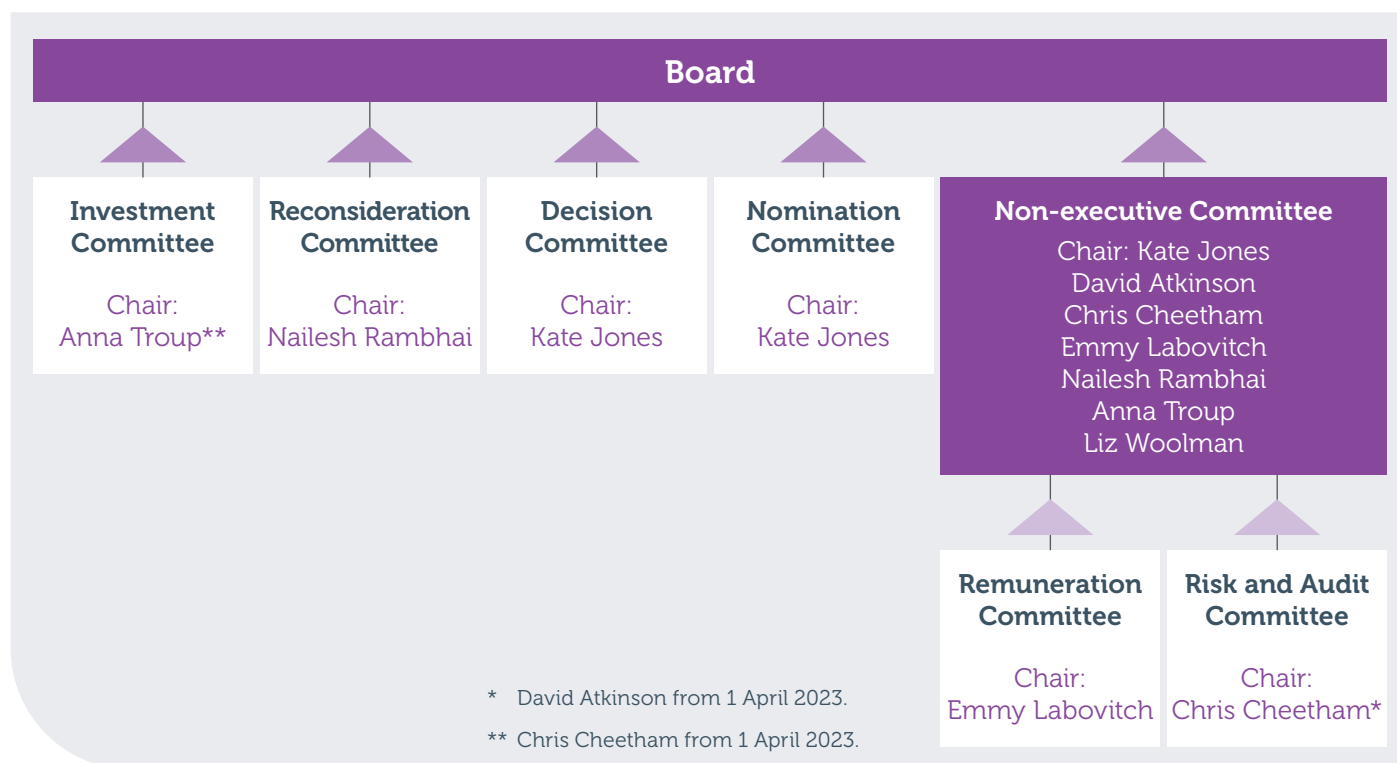 Board
Investment
Committee
Chair:
Anna Troup**
Reconsideration
Committee
Chair:
Nailesh Rambhai
Decision
Committee
Chair:
Kate Jones
Nomination
Committee
Chair:
Kate Jones
Non-executive Committee
Chair: Kate Jones
David Atkinson
Chris Cheetham
Emmy Labovitch
Nailesh Rambhai
Anna Troup
Liz Woolman
Remuneration
Committee
Chair:
Emmy Labovitch
Risk and Audit
Committee
Chair:
Chris Cheetham*
* David Atkinson from 1 April 2023.
** Chris Cheetham from 1 April 2023.